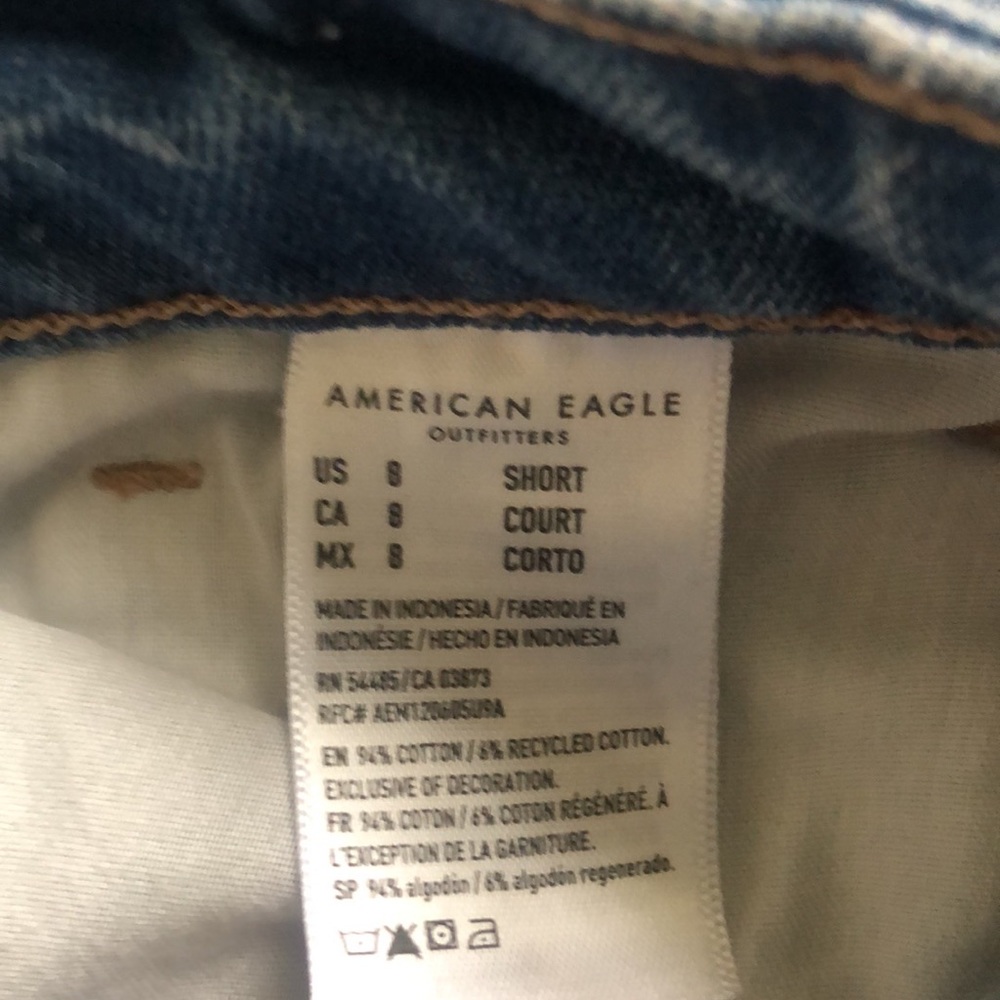 AMERICAN EAGLE
OUTFITTERS
US 8 SHORT
CA 8 COURT
MX 8 CORTO
MADE IN INDONESIA / FABRIQUÉ EN
INDONÉSIE / HECHO EN INDONESIA
RN 54485 / CA 03873
RFC# AEM120605U9A
EN 94% COTTON / 6% RECYCLED COTTON.
EXCLUSIVE OF DECORATION.
FR 94% COTON / 6% COTON RÉGÉNÉRÉ. À
L'EXCEPTION DE LA GARNITURE.
SP 94% algodón / 6% algodón regenerado.